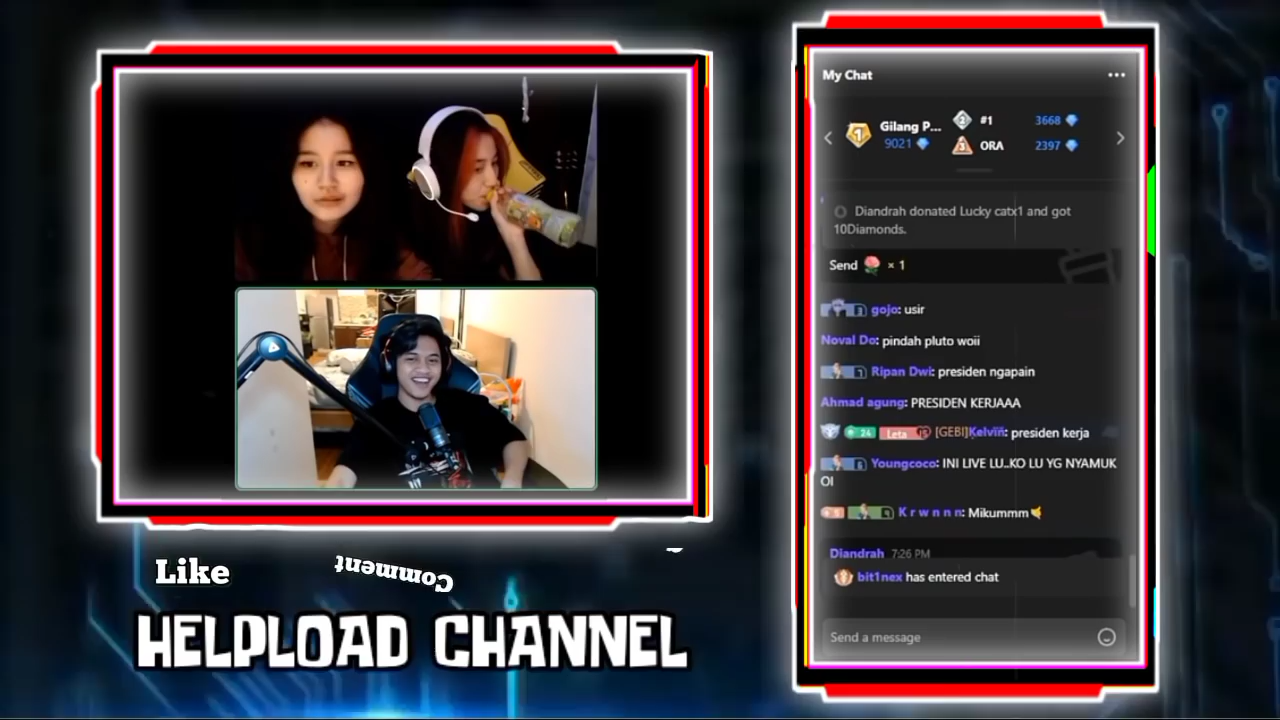 My Chat
Gilang P...
9021
#1
3668
ORA
2397
Diandrah donated Lucky catx1 and got
10Diamonds.
Send × 1
gojo: usir
Noval Do: pindah pluto woii
Ripan Dwi: presiden ngapain
Ahmad agung: PRESIDEN KERJAAA
24 Leta [GEBI]Kelvin: presiden kerja
Youngcoco: INI LIVE LU..KO LU YG NYAMUK
OI
K r w n n n: Mikummm
Diandrah 7:26 PM
bit1nex has entered chat
Send a message
Like
Comment
HELPLOAD CHANNEL